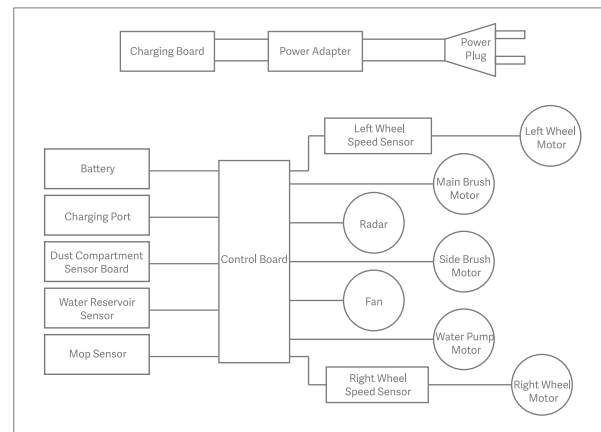 Charging Board
Power Adapter
Power
Plug
Left Wheel
Speed Sensor
Left Wheel
Motor
Battery
Main Brush
Motor
Charging Port
Radar
Dust Compartment
Sensor Board
Control Board
Side Brush
Motor
Water Reservoir
Sensor
Fan
Mop Sensor
Water Pump
Motor
Right Wheel
Speed Sensor
Right Wheel
Motor